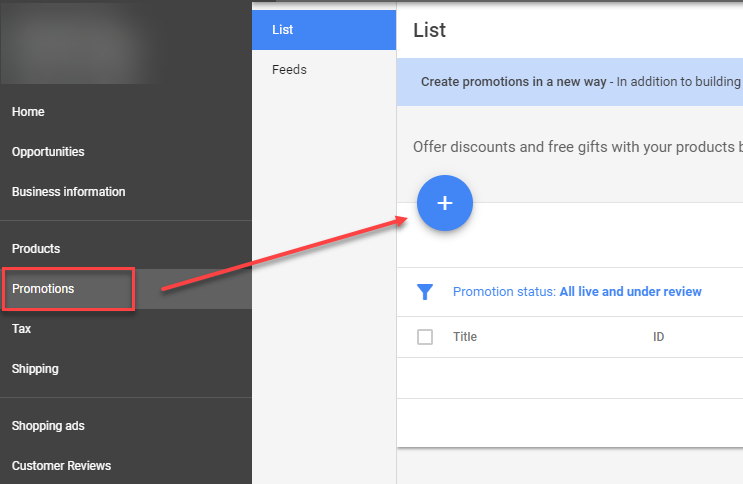 Home
Opportunities
Business information
Products
Promotions
Tax
Shipping
Shopping ads
Customer Reviews
List
Feeds
List
Create promotions in a new way - In addition to building
Offer discounts and free gifts with your products b
+
Promotion status: All live and under review
Title ID